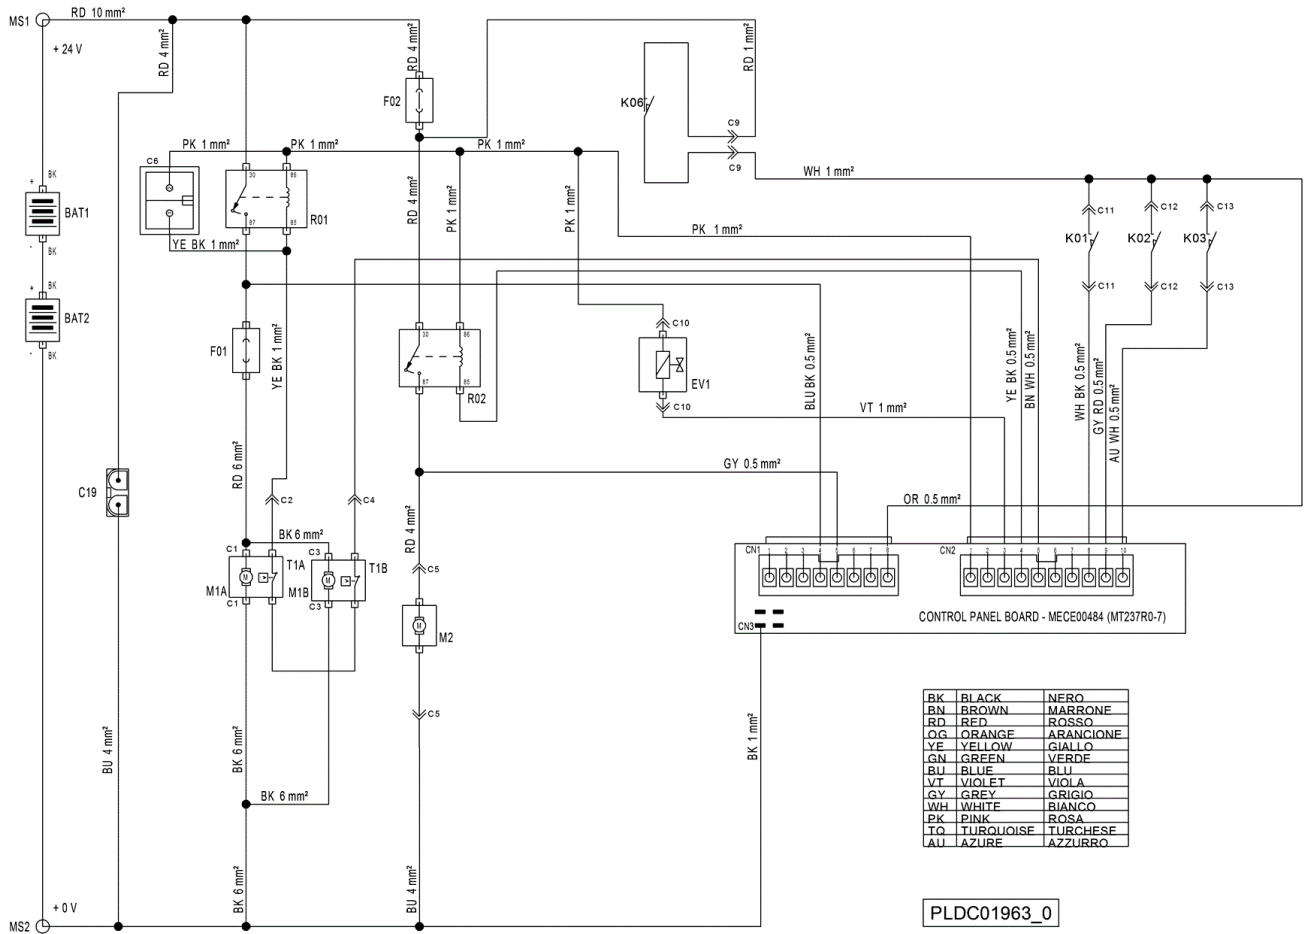 MS1
RD 10 mm²
+ 24 V
RD 4 mm²
RD 4 mm²
RD 1 mm²
F02
K06
C9
C9
PK 1 mm²
PK 1 mm²
PK 1 mm²
C6
WH 1 mm²
30
86
87
85
R01
+
BK
BAT1
-
BK
RD 4 mm²
PK 1 mm²
PK 1 mm²
PK 1 mm²
C11
C12
C13
K01
K02
K03
C11
C12
C13
YE BK 1 mm²
+
BK
BAT2
-
BK
F01
YE BK 1 mm²
30
86
87
85
R02
C10
EV1
C10
BLU BK 0.5 mm²
YE BK 0.5 mm²
BN WH 0.5 mm²
WH BK 0.5 mm²
GY RD 0.5 mm²
AU WH 0.5 mm²
VT 1 mm²
RD 6 mm²
GY 0.5 mm²
C19
C2
C4
OR 0.5 mm²
BK 6 mm²
RD 4 mm²
C1
C3
T1A
T1B
M
M
M1A
M1B
C1
C3
C5
M
M2
C5
CN1
1 2 3 4 5 6 7 8
CN2
1 2 3 4 5 6 7 8 9 10
CN3
CONTROL PANEL BOARD - MECE00484 (MT237R0-7)
BU 4 mm²
BK 6 mm²
BK 6 mm²
BK 1 mm²
BK BLACK NERO
BN BROWN MARRONE
RD RED ROSSO
OG ORANGE ARANCIONE
YE YELLOW GIALLO
GN GREEN VERDE
BU BLUE BLU
VT VIOLET VIOLA
GY GREY GRIGIO
WH WHITE BIANCO
PK PINK ROSA
TQ TURQUOISE TURCHESE
AU AZURE AZZURRO
BK 6 mm²
BU 4 mm²
+ 0 V
MS2
PLDC01963_0